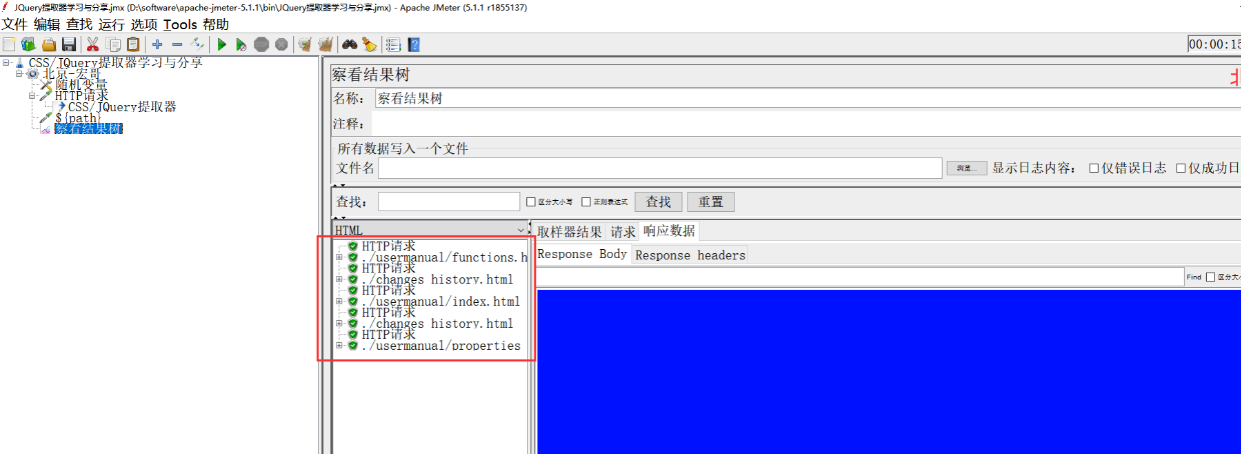 JQuery提取器学习与分享.jmx (D:\software\apache-jmeter-5.1.1\bin\JQuery提取器学习与分享.jmx) - Apache JMeter (5.1.1 r1855137)
文件 编辑 查找 运行 选项 Tools 帮助
00:00:15
CSS/JQuery提取器学习与分享
北京-宏哥
随机变量
HTTP请求
CSS/JQuery提取器
${path}
察看结果树
察看结果树
名称: 察看结果树
注释:
所有数据写入一个文件
文件名 浏览... 显示日志内容: 仅错误日志 仅成功日
查找: 区分大小写 正则表达式 查找 重置
HTML
HTTP请求
./usermanual/functions.h
HTTP请求
./changes_history.html
HTTP请求
./usermanual/index.html
HTTP请求
./changes_history.html
HTTP请求
./usermanual/properties
取样器结果 请求 响应数据
Response Body Response headers
Find 区分大小